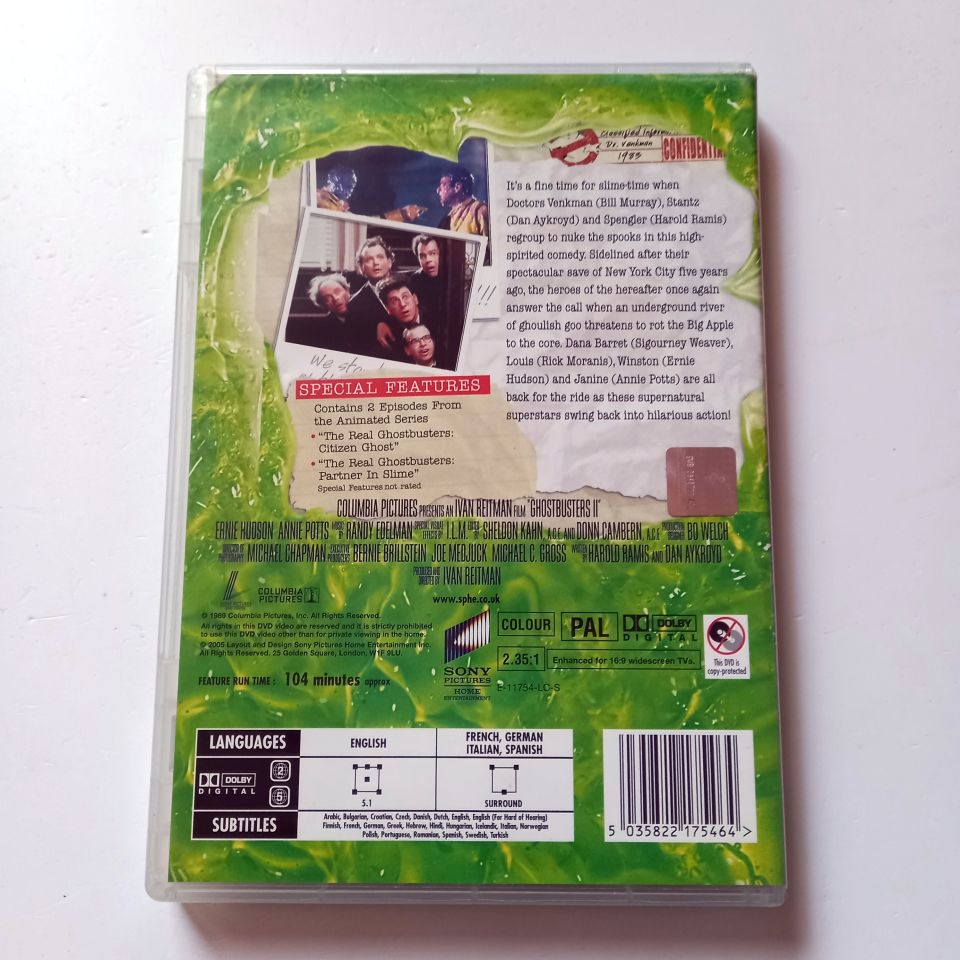 Classified Inform
Dr. Venkman
1985
CONFIDENTI
It's a fine time for slime-time when
Doctors Venkman (Bill Murray), Stantz
(Dan Aykroyd) and Spengler (Harold Ramis)
regroup to nuke the spooks in this high-
spirited comedy. Sidelined after their
spectacular save of New York City five years
ago, the heroes of the hereafter once again
answer the call when an underground river
of ghoulish goo threatens to rot the Big Apple
to the core. Dana Barret (Sigourney Weaver),
Louis (Rick Moranis), Winston (Ernie
Hudson) and Janine (Annie Potts) are all
back for the ride as these supernatural
superstars swing back into hilarious action!
!!!
We
SPECIAL FEATURES
Contains 2 Episodes From
the Animated Series
• "The Real Ghostbusters:
Citizen Ghost"
• "The Real Ghostbusters:
Partner In Slime"
Special Features not rated
COLUMBIA PICTURES PRESENTS AN IVAN REITMAN FILM "GHOSTBUSTERS II"
ERNIE HUDSON ANNIE POTTS MUSIC BY RANDY EDELMAN SPECIAL VISUAL EFFECTS BY I.L.M. EDITED BY SHELDON KAHN, A.C.E. AND DONN CAMBERN, A.C.E. PRODUCTION DESIGNER BO WELCH
DIRECTOR OF PHOTOGRAPHY MICHAEL CHAPMAN EXECUTIVE PRODUCERS BERNIE BRILLSTEIN JOE MEDJUCK MICHAEL C. GROSS WRITTEN BY HAROLD RAMIS AND DAN AYKROYD
PRODUCED AND DIRECTED BY IVAN REITMAN
COLUMBIA
PICTURES
www.sphe.co.uk
© 1989 Columbia Pictures, Inc. All Rights Reserved.
All rights in this DVD video are reserved and it is strictly prohibited
to use this DVD video other than for private viewing in the home.
© 2005 Layout and Design Sony Pictures Home Entertainment Inc.
All Rights Reserved. 25 Golden Square, London, W1F 9LU.
FEATURE RUN TIME : 104 minutes approx
SONY
PICTURES
HOME
ENTERTAINMENT
COLOUR
PAL
DOLBY
DIGITAL
2.35:1
Enhanced for 16:9 widescreen TVs.
E-11754-LC-S
This DVD is
copy-protected
LANGUAGES
ENGLISH
FRENCH, GERMAN
ITALIAN, SPANISH
DOLBY
DIGITAL
2
5
5.1
SURROUND
SUBTITLES
Arabic, Bulgarian, Croatian, Czech, Danish, Dutch, English, English (For Hard of Hearing)
Finnish, French, German, Greek, Hebrew, Hindi, Hungarian, Icelandic, Italian, Norwegian
Polish, Portuguese, Romanian, Spanish, Swedish, Turkish
5 035822 175464 >